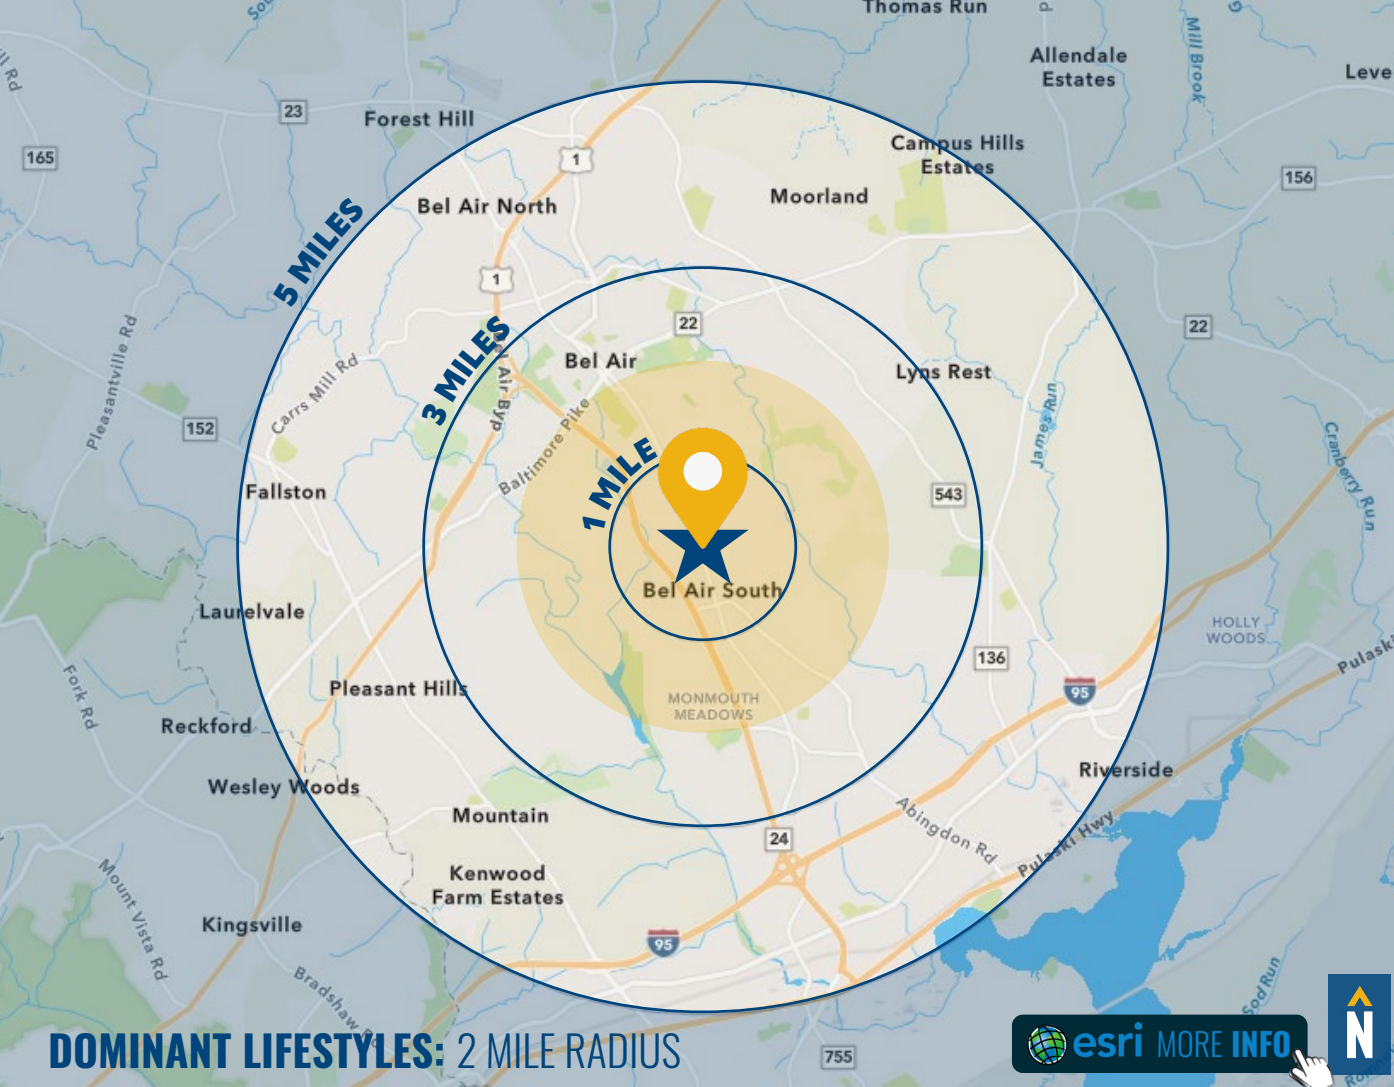 Thomas Run
Allendale
Estates
Mill Brook
Leve
23
Forest Hill
165
1
Campus Hills
Estates
156
Moorland
Bel Air North
5 MILES
1
22
22
3 MILES
Bel Air Byp
Bel Air
Pleasantville Rd
Carrs Mill Rd
Lyns Rest
152
Baltimore Pike
James Run
Cranberry Run
1 MILE
Fallston
543
Bel Air South
Laurelvale
HOLLY
WOODS
Pulaski
136
Fork Rd
Pleasant Hills
95
MONMOUTH
MEADOWS
Reckford
Riverside
Wesley Woods
Mountain
24
Abingdon Rd
Pulaski Hwy
Kenwood
Farm Estates
Mount Vista Rd
Kingsville
95
Bradshaw Rd
Sod Run
N
DOMINANT LIFESTYLES: 2 MILE RADIUS
755
esri MORE INFO